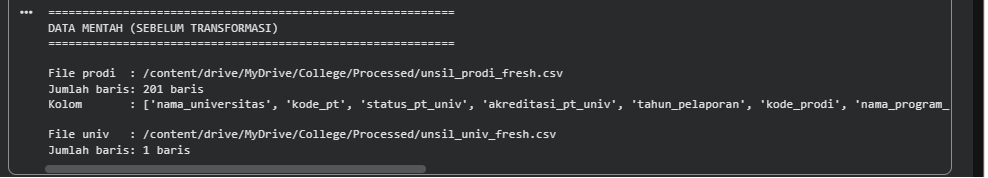 •••
============================================================
DATA MENTAH (SEBELUM TRANSFORMASI)
============================================================
File prodi : /content/drive/MyDrive/College/Processed/unsil_prodi_fresh.csv
Jumlah baris: 201 baris
Kolom : ['nama_universitas', 'kode_pt', 'status_pt_univ', 'akreditasi_pt_univ', 'tahun_pelaporan', 'kode_prodi', 'nama_program_
File univ : /content/drive/MyDrive/College/Processed/unsil_univ_fresh.csv
Jumlah baris: 1 baris